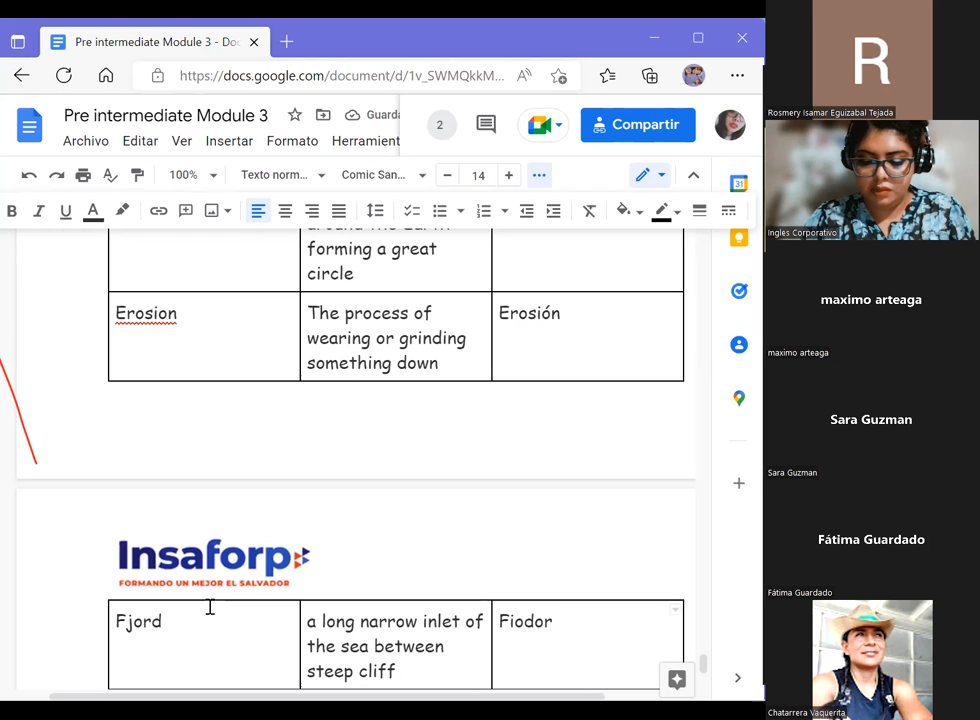 Pre intermediate Module 3 - Doc
https://docs.google.com/document/d/1v_SWMQkkM...
Pre intermediate Module 3
Guarda
Archivo Editar Ver Insertar Formato Herramient
2
Compartir
100% Texto norm... Comic San... 14
forming a great
circle
Erosion
The process of
wearing or grinding
something down
Erosión
Insaforp
FORMANDO UN MEJOR EL SALVADOR
Fjord
a long narrow inlet of
the sea between
steep cliff
Fiodor
R
Rosmery Isamar Eguizabal Tejada
Ingles Corporativo
maximo arteaga
maximo arteaga
Sara Guzman
Sara Guzman
Fátima Guardado
Fátima Guardado
Chatarrera Vaquerita